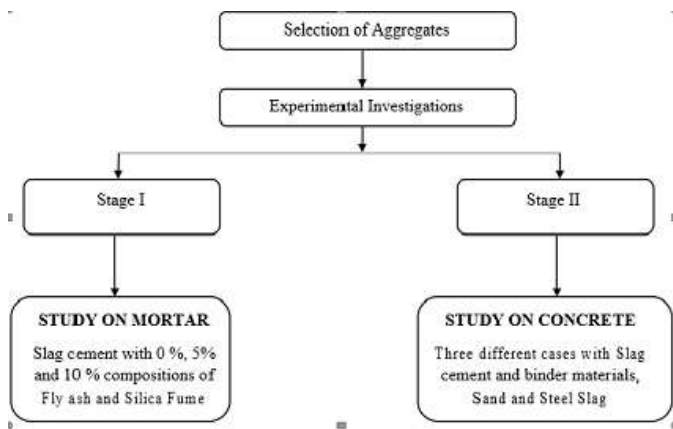 Selection of Aggregates
Experimental Investigations
Stage I
Stage II
STUDY ON MORTAR
Slag cement with 0 %, 5%
and 10 % compositions of
Fly ash and Silica Fume
STUDY ON CONCRETE
Three different cases with Slag
cement and binder materials,
Sand and Steel Slag